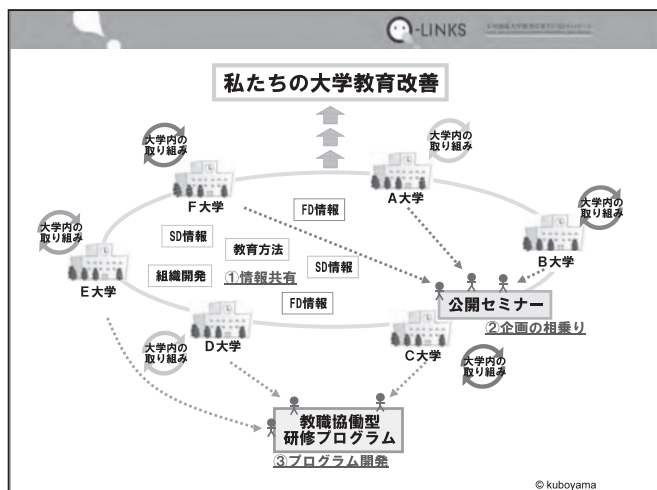 Q-LINKS
私たちの大学教育改善
大学内の
取り組み
大学内の
取り組み
F大学
A大学
FD情報
大学内の
取り組み
大学内の
取り組み
SD情報
教育方法
B大学
SD情報
組織開発
①情報共有
E大学
FD情報
公開セミナー
②企画の相乗り
大学内の
取り組み
D大学
C大学
大学内の
取り組み
教職協働型
研修プログラム
③プログラム開発
© kuboyama